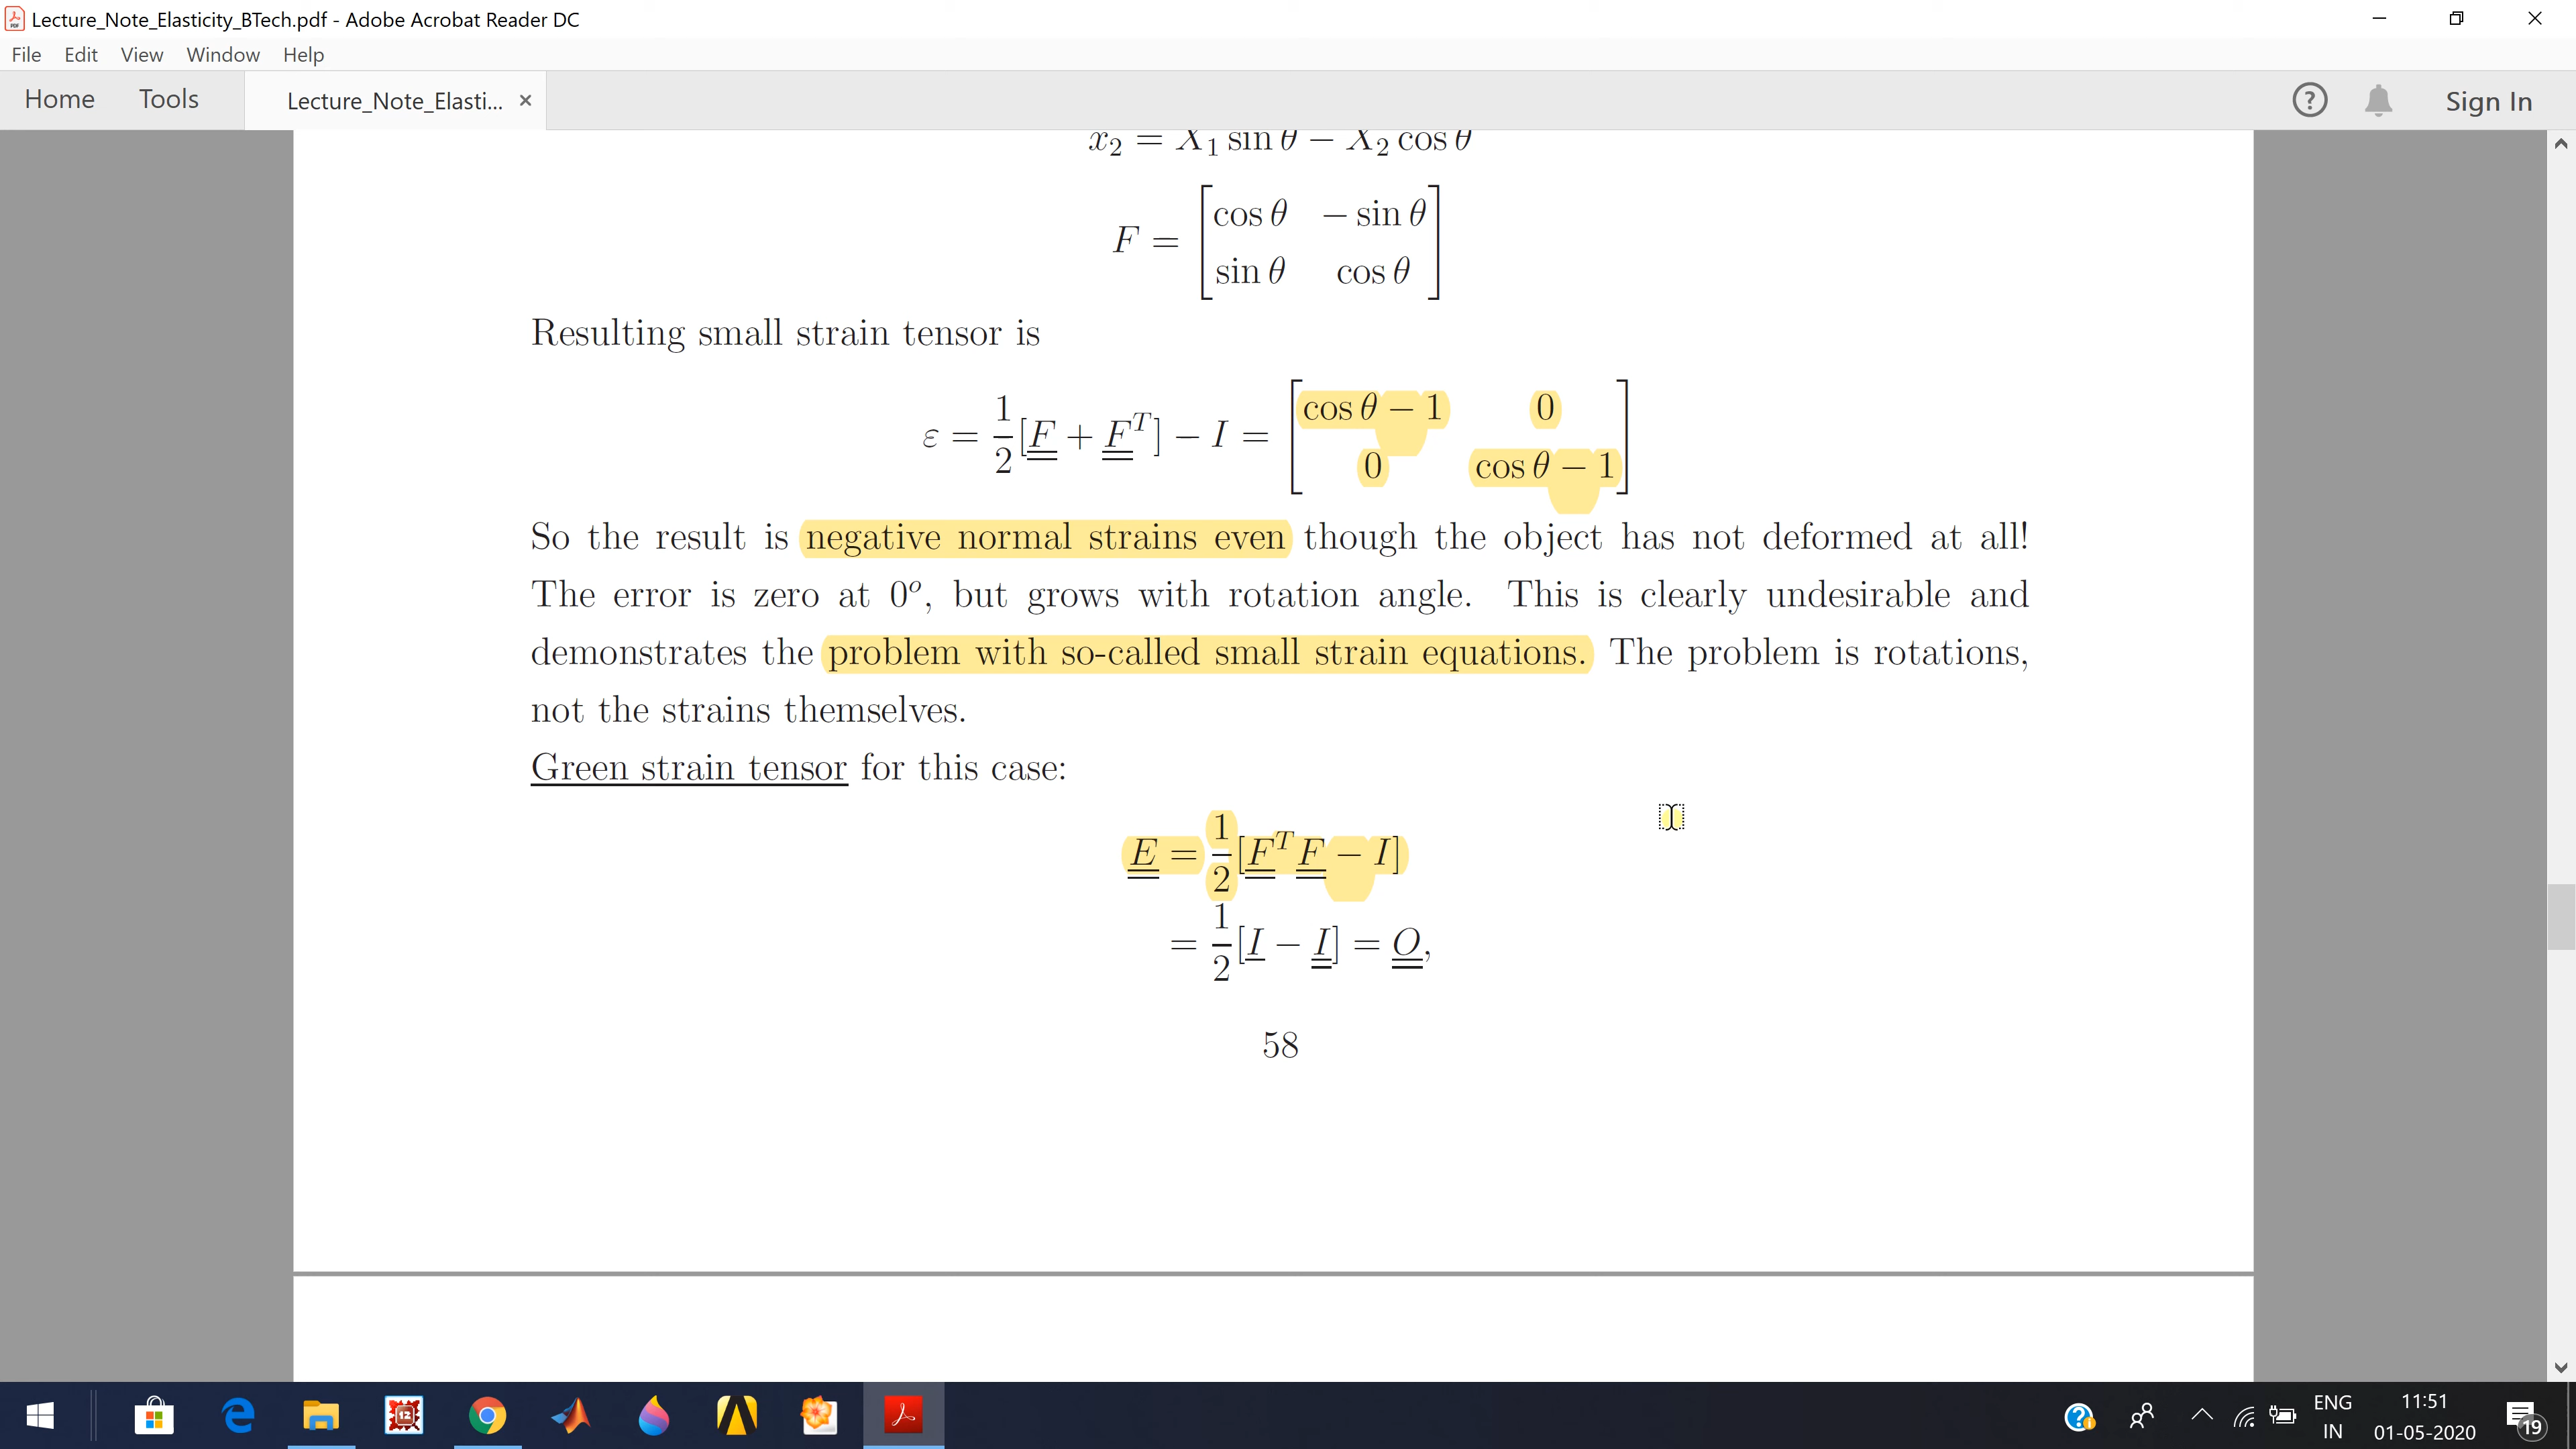 Lecture_Note_Elasticity_BTech.pdf - Adobe Acrobat Reader DC
File Edit View Window Help
Home Tools Lecture_Note_Elasti... × ? Sign In
x₂ = X₁ sin θ − X₂ cos θ
F = [cos θ − sin θ
sin θ cos θ]
Resulting small strain tensor is
ε = 1/2 [F + Fᵀ] − I = [cos θ − 1 0
0 cos θ − 1]
So the result is negative normal strains even though the object has not deformed at all!
The error is zero at 0ᵒ, but grows with rotation angle. This is clearly undesirable and
demonstrates the problem with so-called small strain equations. The problem is rotations,
not the strains themselves.
Green strain tensor for this case:
E = 1/2 [Fᵀ F − I]
= 1/2 [I − I] = O,
58
ENG 11:51
IN 01-05-2020 19